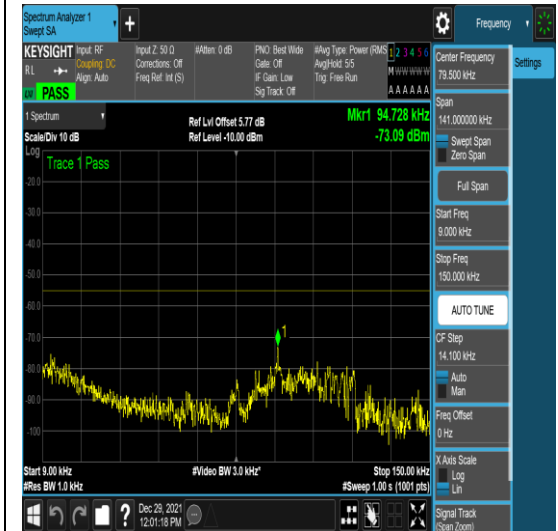 Spectrum Analyzer 1
Swept SA
Frequency
KEYSIGHT
RL
Input: RF
Coupling: DC
Align: Auto
Input Z: 50 Ω
Corrections: Off
Freq Ref: Int (S)
#Atten: 0 dB
PNO: Best Wide
Gate: Off
IF Gain: Low
Sig Track: Off
#Avg Type: Power (RMS
Avg|Hold: 5/5
Trig: Free Run
1 2 3 4 5 6
M W W W W W
A A A A A A
PASS
1 Spectrum
Scale/Div 10 dB
Ref Lvl Offset 5.77 dB
Ref Level -10.00 dBm
Mkr1 94.728 kHz
-73.09 dBm
Log
Trace 1 Pass
-20.0
-30.0
-40.0
-50.0
-60.0
-70.0
-80.0
-90.0
-100
1
Start 9.00 kHz
#Res BW 1.0 kHz
#Video BW 3.0 kHz*
Stop 150.00 kHz
#Sweep 1.00 s (1001 pts)
Dec 29, 2021
12:01:18 PM
Center Frequency
79.500 kHz
Settings
Span
141.000000 kHz
Swept Span
Zero Span
Full Span
Start Freq
9.000 kHz
Stop Freq
150.000 kHz
AUTO TUNE
CF Step
14.100 kHz
Auto
Man
Freq Offset
0 Hz
X Axis Scale
Log
Lin
Signal Track
(Span Zoom)